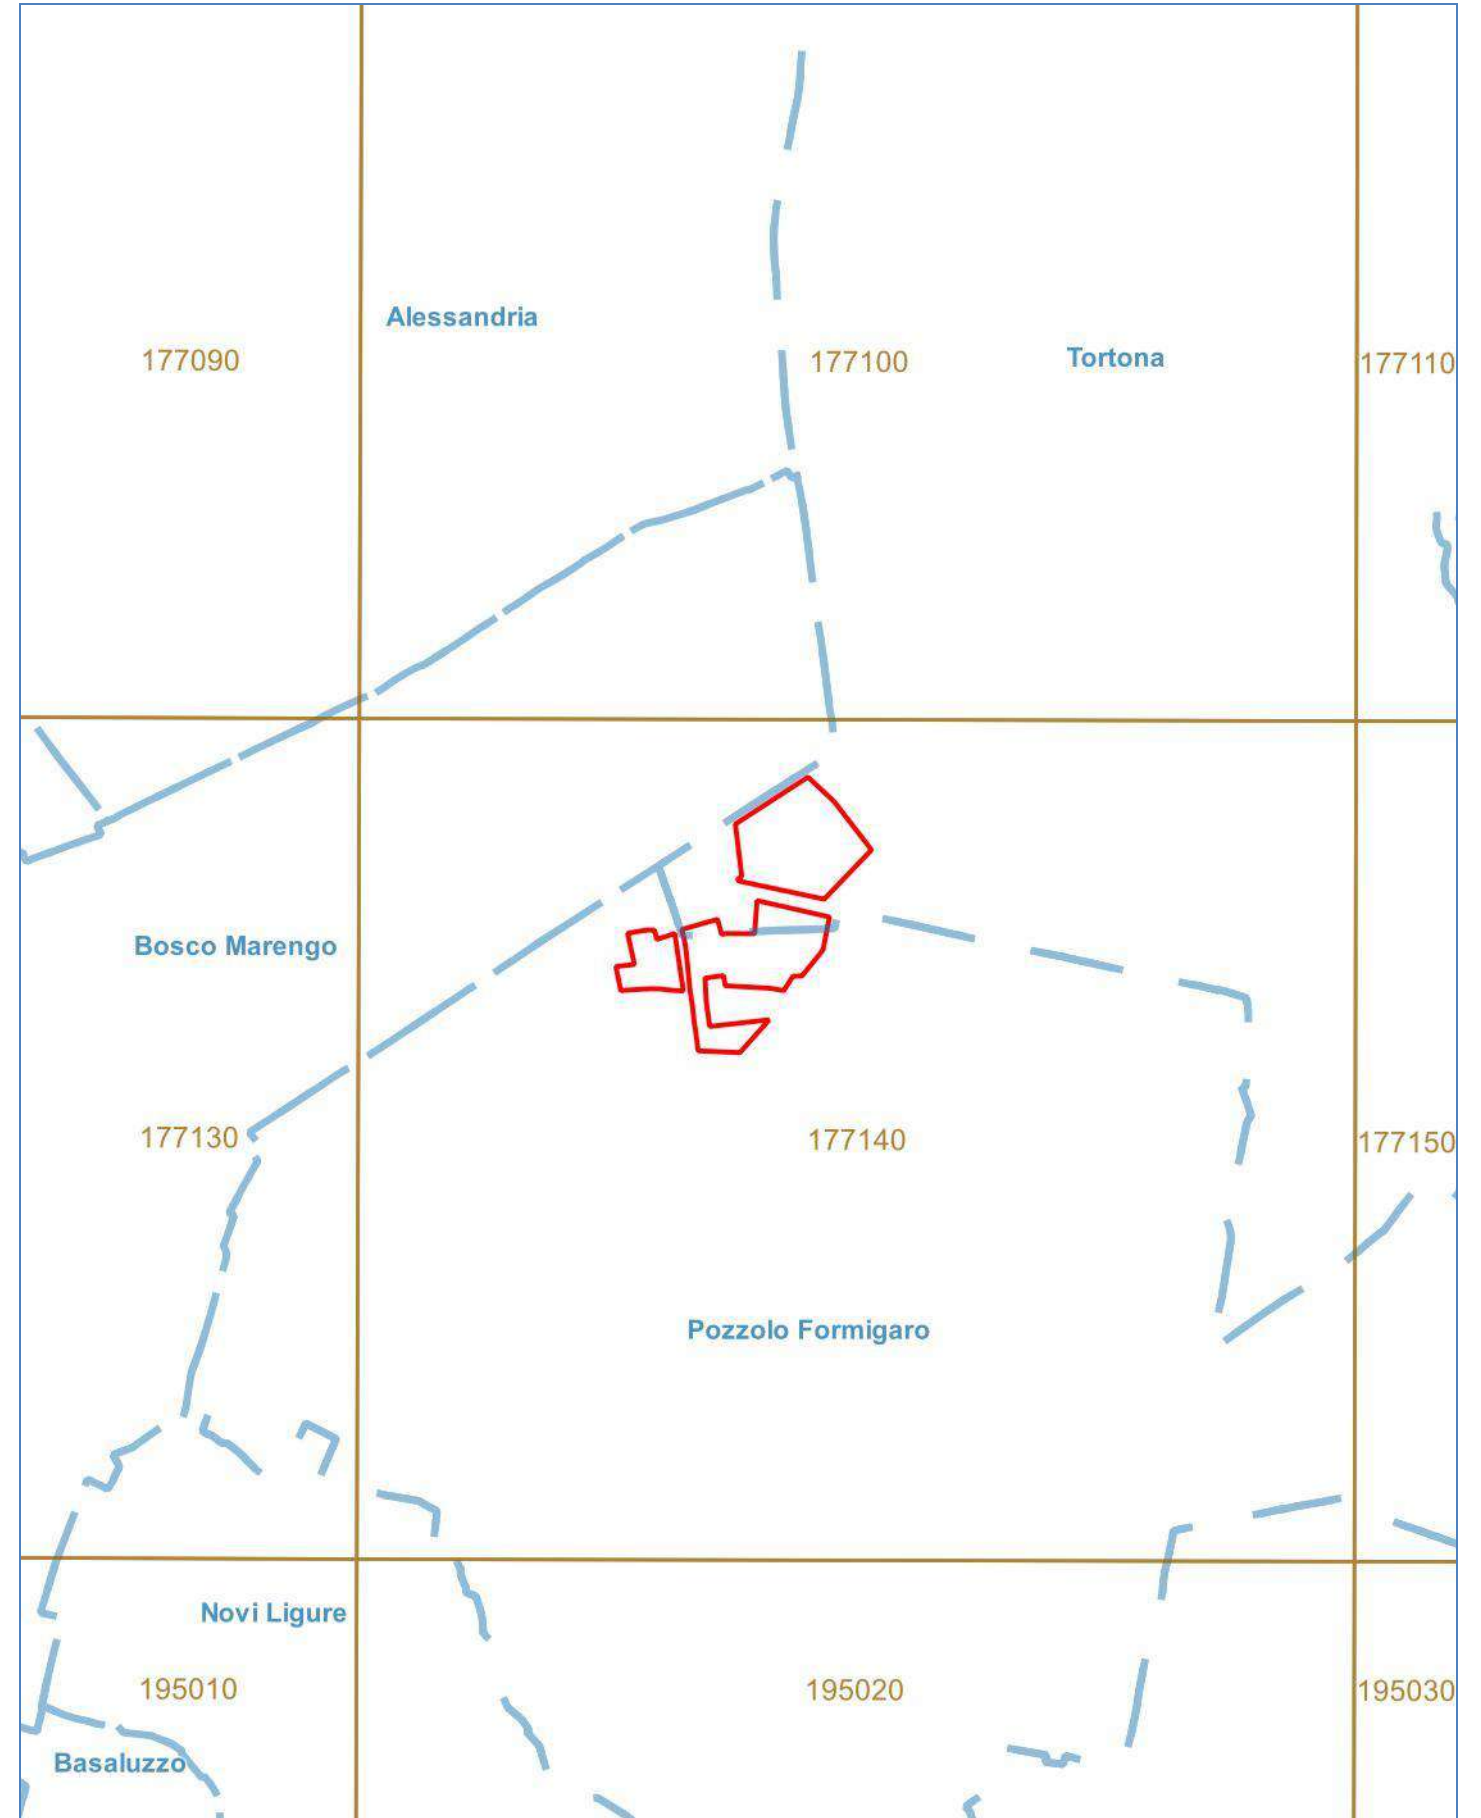 Alessandria
177090
177100
Tortona
177110
Bosco Marengo
177130
177140
177150
Pozzolo Formigaro
Novi Ligure
195010
195020
195030
Basaluzzo